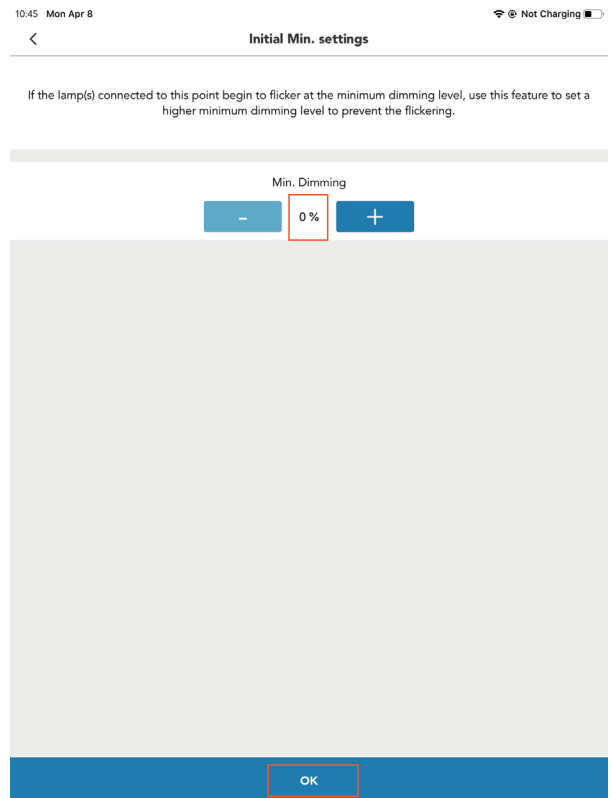 10:45 Mon Apr 8 Not Charging
Initial Min. settings
If the lamp(s) connected to this point begin to flicker at the minimum dimming level, use this feature to set a
higher minimum dimming level to prevent the flickering.
Min. Dimming
- 0 % +
OK